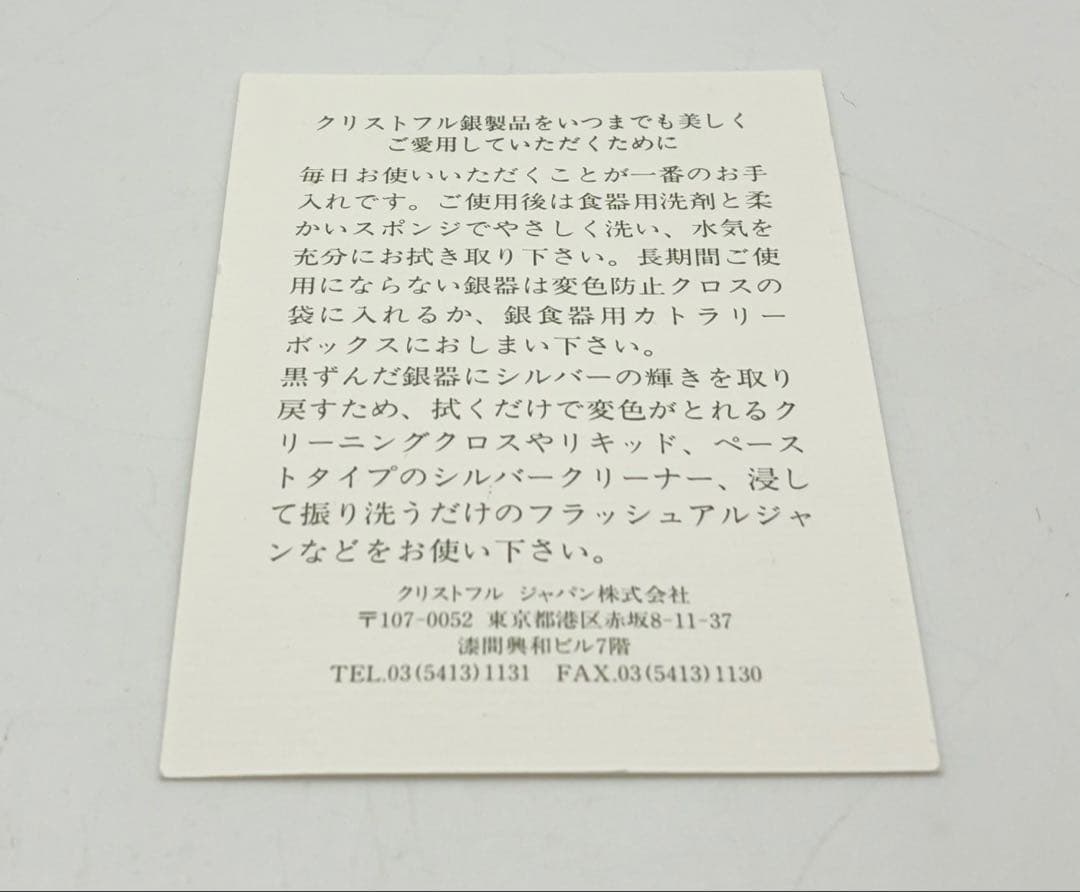 クリストフル銀製品をいつまでも美しく
ご愛用していただくために
毎日お使いいただくことが一番のお手
入れです。ご使用後は食器用洗剤と柔
かいスポンジでやさしく洗い、水気を
充分にお拭き取り下さい。長期間ご使
用にならない銀器は変色防止クロスの
袋に入れるか、銀食器用カトラリー
ボックスにおしまい下さい。
黒ずんだ銀器にシルバーの輝きを取り
戻すため、拭くだけで変色がとれるク
リーニングクロスやリキッド、ペース
トタイプのシルバークリーナー、浸し
て振り洗うだけのフラッシュアルジャ
ンなどをお使い下さい。
クリストフル ジャパン株式会社
〒107-0052 東京都港区赤坂8-11-37
漆間興和ビル7階
TEL.03(5413)1131 FAX.03(5413)1130